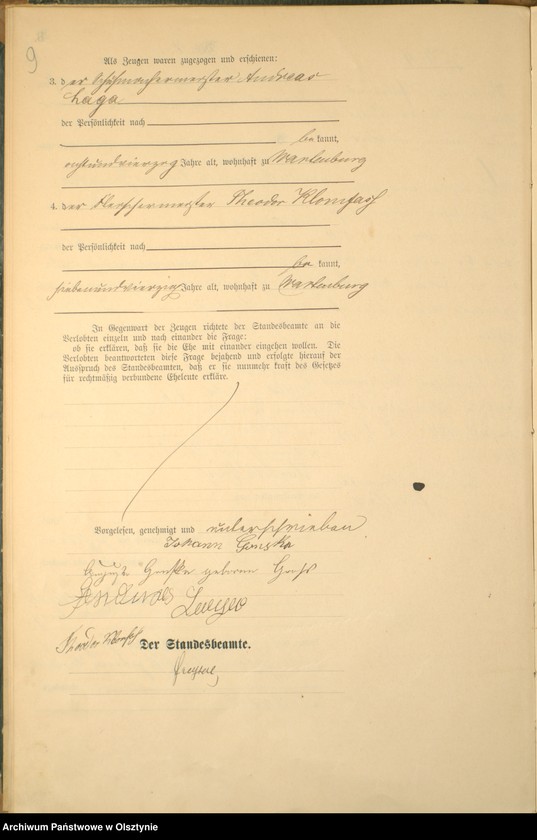 9
Als Zeugen waren zugezogen und erschienen:
3. der Schuhmachermeister Andreas
Laga
der Persönlichkeit nach
bekannt,
achtundvierzig Jahre alt, wohnhaft zu Wartenburg
4. der Fleischermeister Theodor Klomfaß
der Persönlichkeit nach
bekannt,
siebenundvierzig Jahre alt, wohnhaft zu Wartenburg
In Gegenwart der Zeugen richtete der Standesbeamte an die
Verlobten einzeln und nach einander die Frage:
ob sie erklären, daß sie die Ehe mit einander eingehen wollen. Die
Verlobten beantworteten diese Frage bejahend und erfolgte hierauf der
Ausspruch des Standesbeamten, daß er sie nunmehr kraft des Gesetzes
für rechtmäßig verbundene Eheleute erkläre.
Vorgelesen, genehmigt und unterschrieben
Johann
Auguste geborene
Andreas
Theodor
Der Standesbeamte.
Archiwum Państwowe w Olsztynie